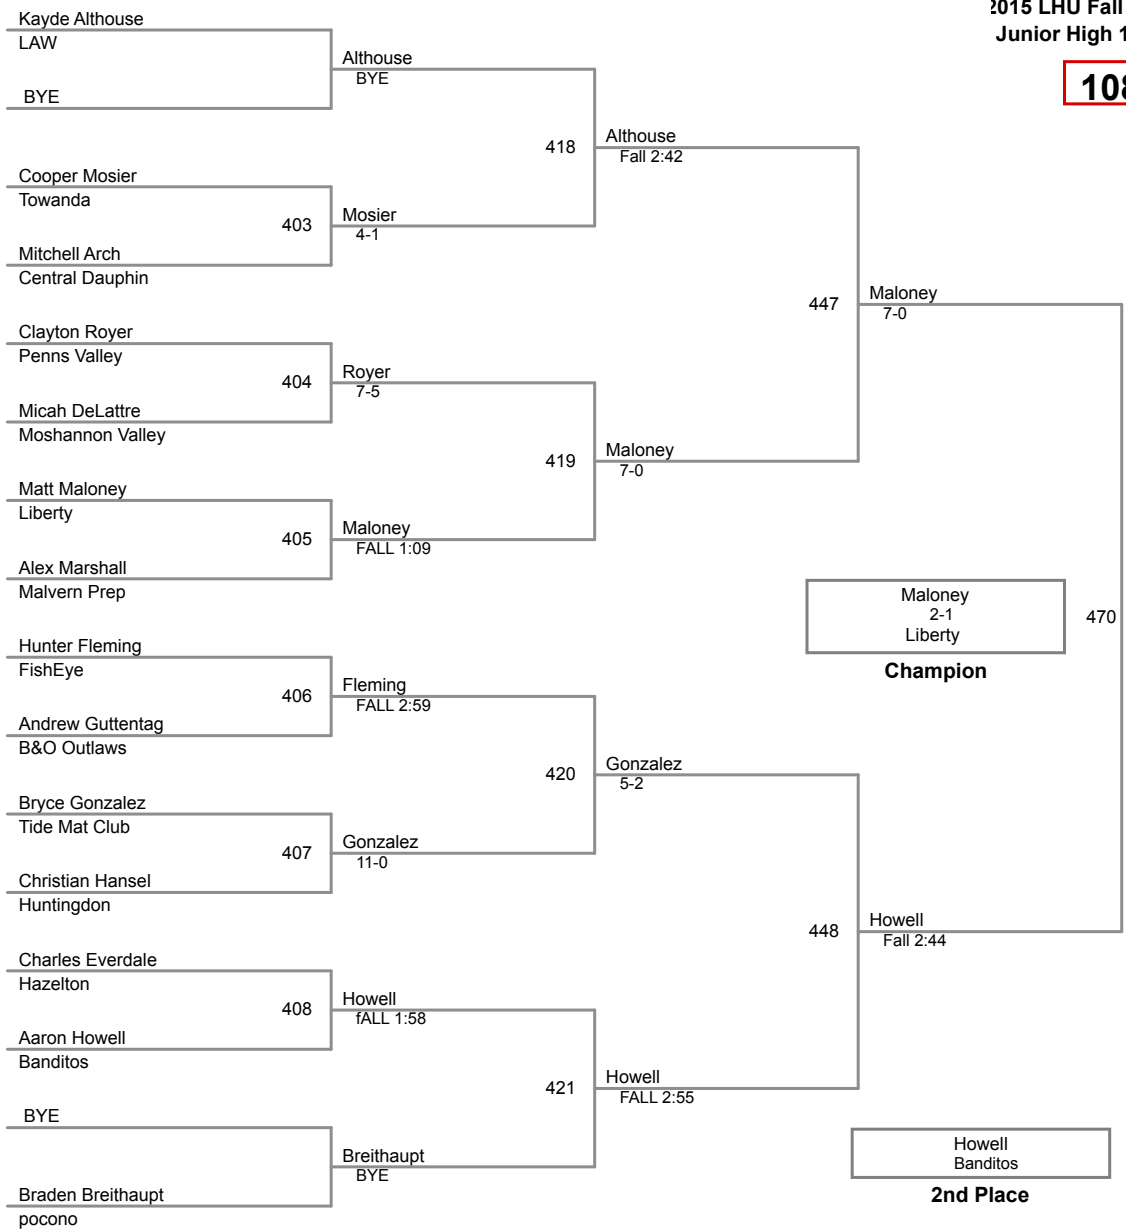 2015 LHU Fall
Junior High 1
108
Kayde Althouse
LAW
BYE
Althouse
BYE
Cooper Mosier
Towanda
403
Mitchell Arch
Central Dauphin
Mosier
4-1
418
Althouse
Fall 2:42
Clayton Royer
Penns Valley
404
Micah DeLattre
Moshannon Valley
Royer
7-5
Matt Maloney
Liberty
405
Alex Marshall
Malvern Prep
Maloney
FALL 1:09
419
Maloney
7-0
447
Maloney
7-0
Hunter Fleming
FishEye
406
Andrew Guttentag
B&O Outlaws
Fleming
FALL 2:59
Bryce Gonzalez
Tide Mat Club
407
Christian Hansel
Huntingdon
Gonzalez
11-0
420
Gonzalez
5-2
Charles Everdale
Hazelton
408
Aaron Howell
Banditos
Howell
fALL 1:58
BYE
Braden Breithaupt
pocono
Breithaupt
BYE
421
Howell
FALL 2:55
448
Howell
Fall 2:44
470
Maloney
2-1
Liberty
Champion
Howell
Banditos
2nd Place